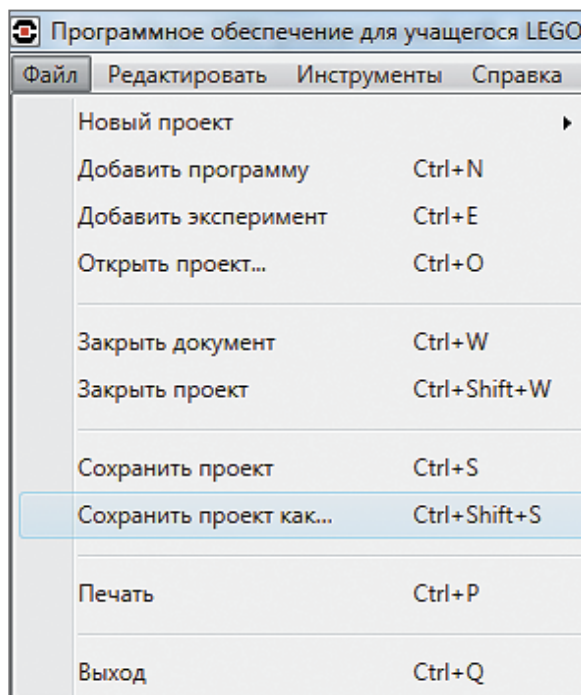 Программное обеспечение для учащегося LEGO
Файл Редактировать Инструменты Справка
Новый проект
Добавить программу Ctrl+N
Добавить эксперимент Ctrl+E
Открыть проект... Ctrl+O
Закрыть документ Ctrl+W
Закрыть проект Ctrl+Shift+W
Сохранить проект Ctrl+S
Сохранить проект как... Ctrl+Shift+S
Печать Ctrl+P
Выход Ctrl+Q